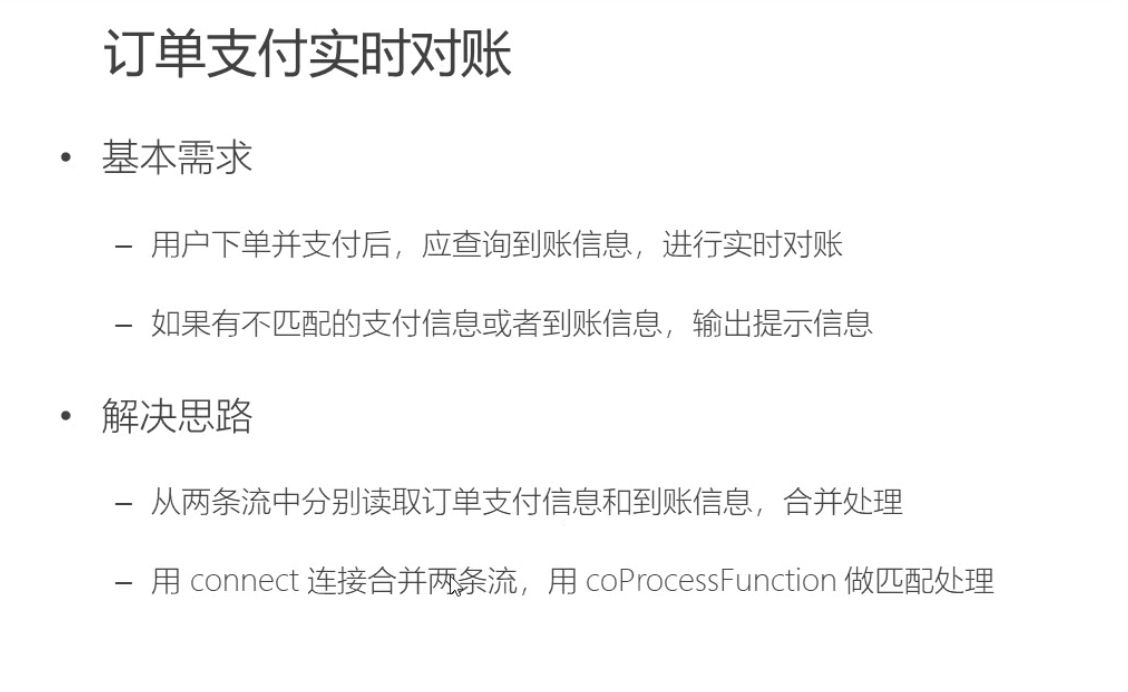 订单支付实时对账
• 基本需求
– 用户下单并支付后，应查询到账信息，进行实时对账
– 如果有不匹配的支付信息或者到账信息，输出提示信息
• 解决思路
– 从两条流中分别读取订单支付信息和到账信息，合并处理
– 用 connect 连接合并两条流，用 coProcessFunction 做匹配处理